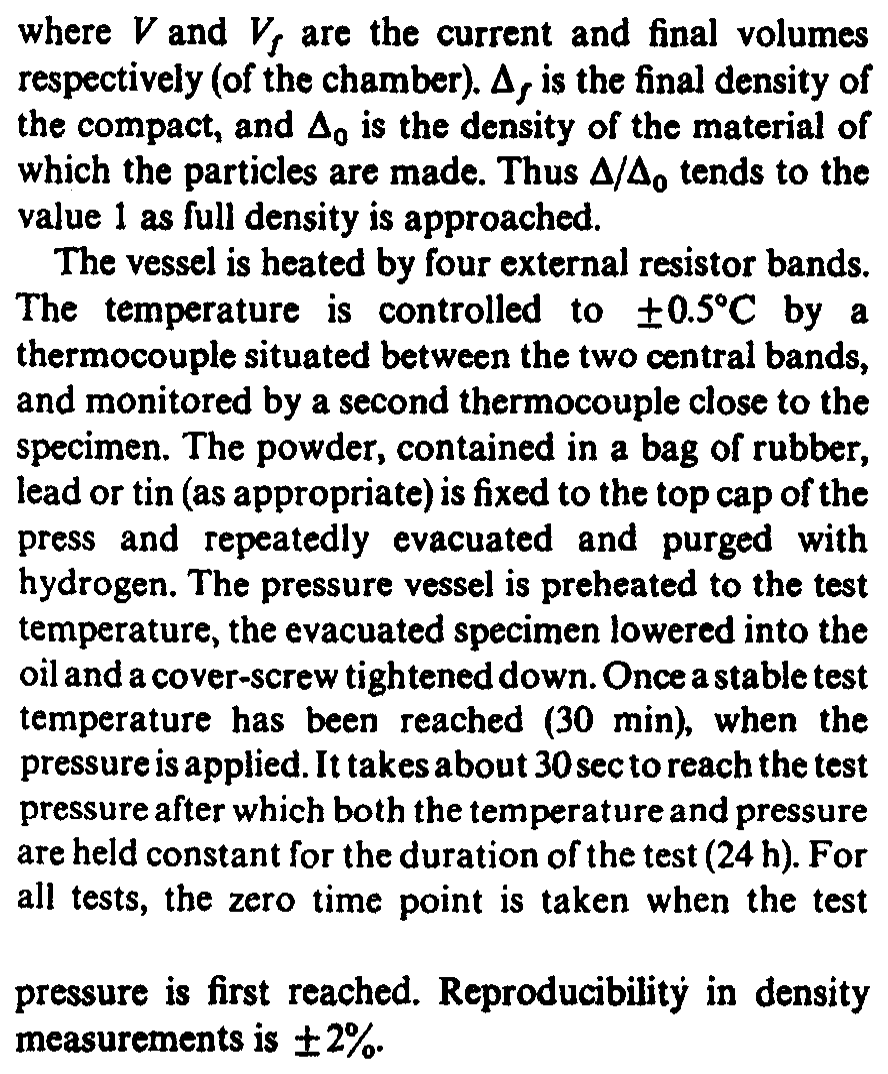 where V and V_f are the current and final volumes
respectively (of the chamber). Δ_f is the final density of
the compact, and Δ_0 is the density of the material of
which the particles are made. Thus Δ/Δ_0 tends to the
value 1 as full density is approached.
The vessel is heated by four external resistor bands.
The temperature is controlled to ±0.5°C by a
thermocouple situated between the two central bands,
and monitored by a second thermocouple close to the
specimen. The powder, contained in a bag of rubber,
lead or tin (as appropriate) is fixed to the top cap of the
press and repeatedly evacuated and purged with
hydrogen. The pressure vessel is preheated to the test
temperature, the evacuated specimen lowered into the
oil and a cover-screw tightened down. Once a stable test
temperature has been reached (30 min), when the
pressure is applied. It takes about 30 sec to reach the test
pressure after which both the temperature and pressure
are held constant for the duration of the test (24 h). For
all tests, the zero time point is taken when the test
pressure is first reached. Reproducibility in density
measurements is ±2%.